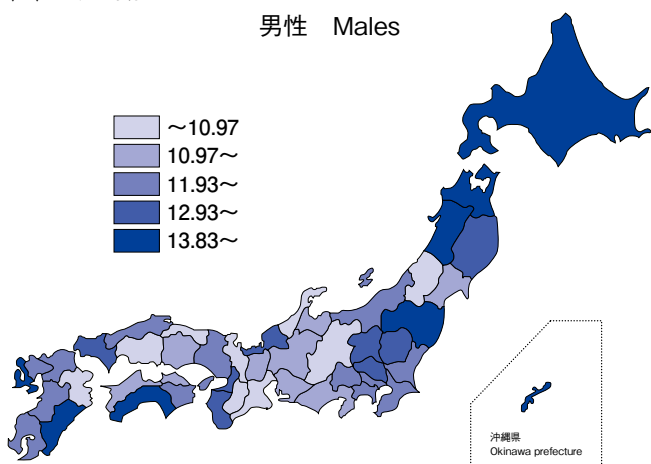 男性　Males
～10.97
10.97～
11.93～
12.93～
13.83～
沖縄県
Okinawa prefecture